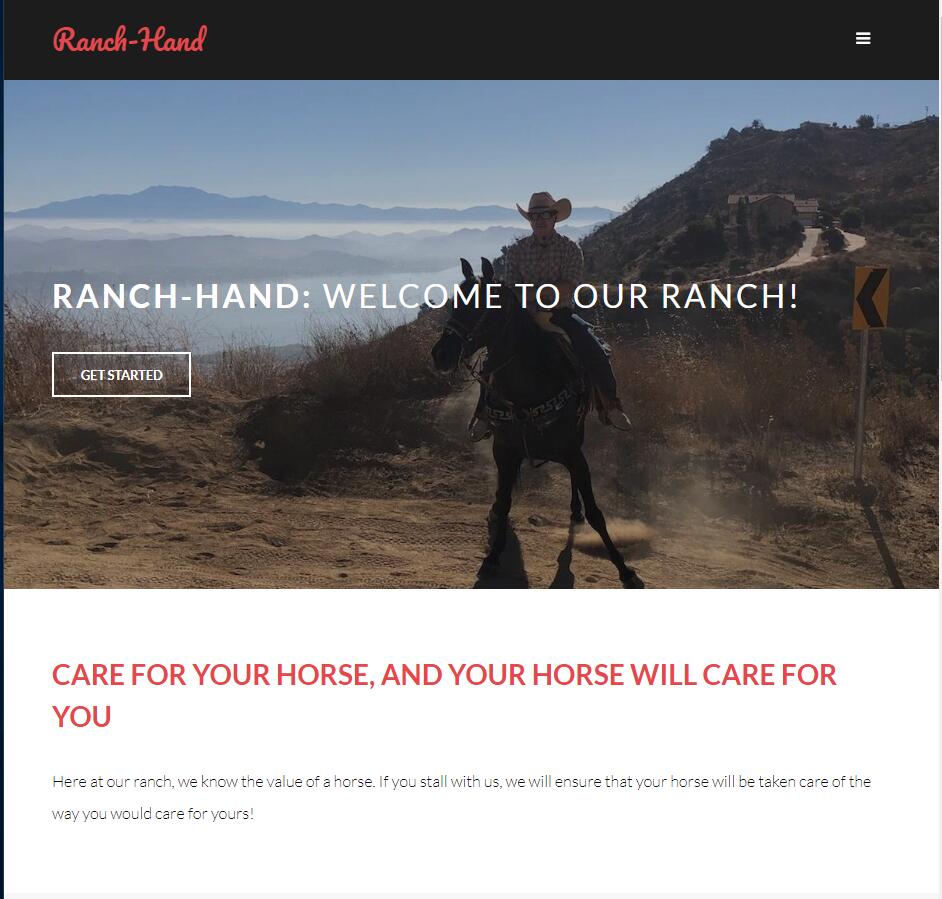 Ranch-Hand
RANCH-HAND: WELCOME TO OUR RANCH!
GET STARTED
CARE FOR YOUR HORSE, AND YOUR HORSE WILL CARE FOR
YOU
Here at our ranch, we know the value of a horse. If you stall with us, we will ensure that your horse will be taken care of the
way you would care for yours!